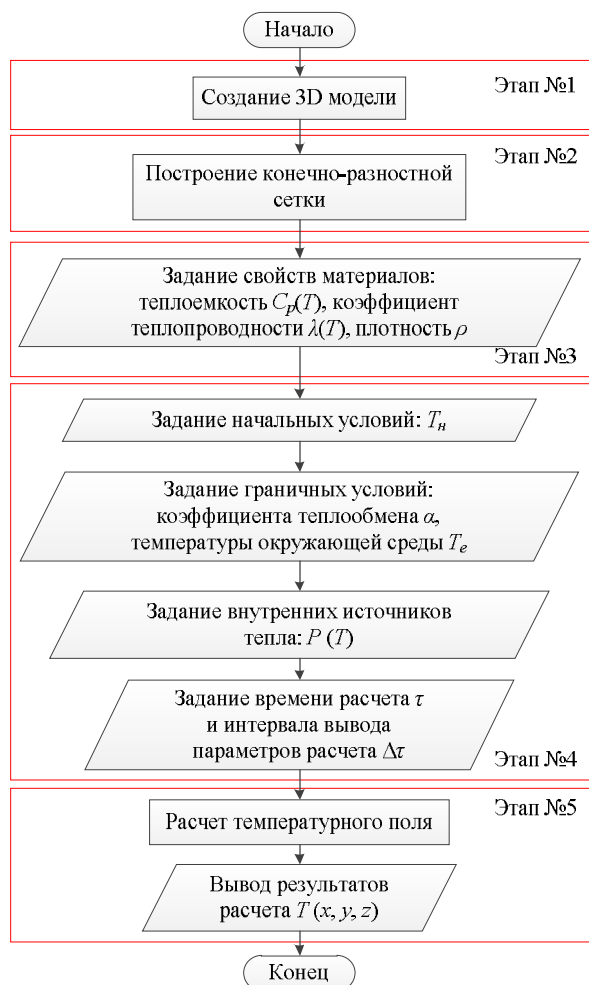 Начало
Этап №1
Создание 3D модели
Этап №2
Построение конечно-разностной
сетки
Задание свойств материалов:
теплоемкость Cp(T), коэффициент
теплопроводности λ(T), плотность ρ
Этап №3
Задание начальных условий: Tн
Задание граничных условий:
коэффициента теплообмена α,
температуры окружающей среды Te
Задание внутренних источников
тепла: P (T)
Задание времени расчета τ
и интервала вывода
параметров расчета Δτ
Этап №4
Этап №5
Расчет температурного поля
Вывод результатов
расчета T (x, y, z)
Конец